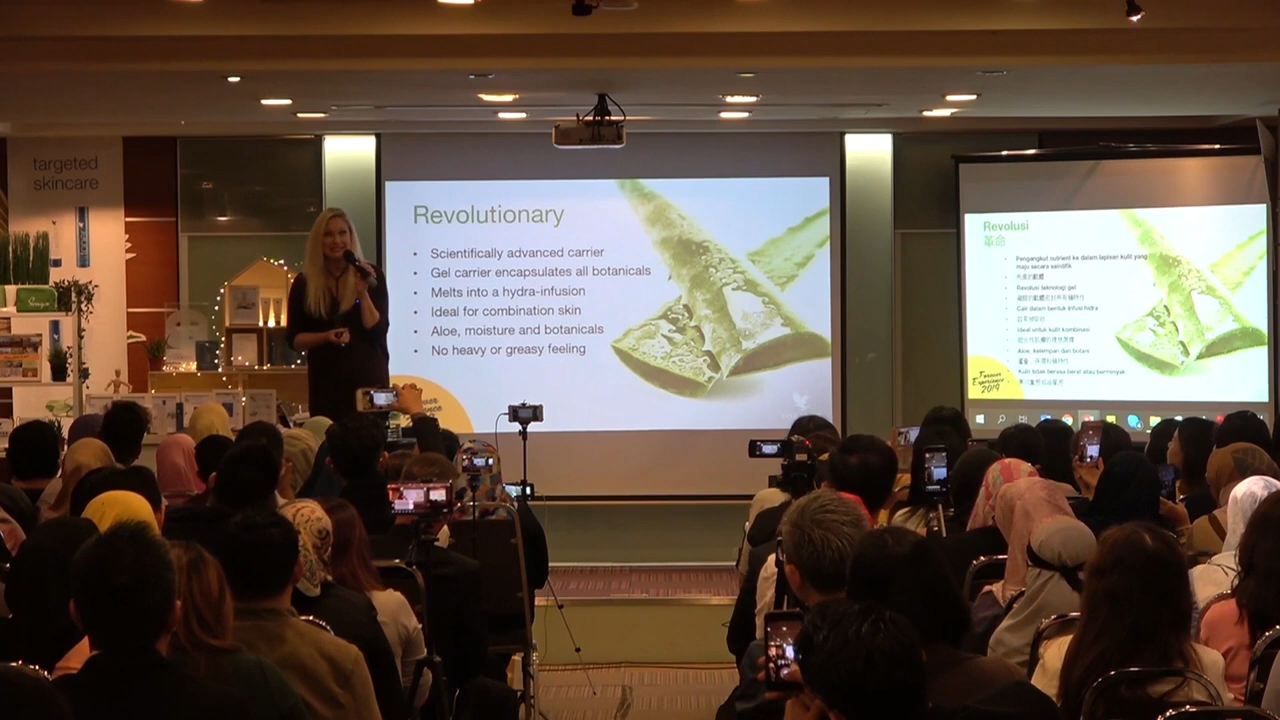 targeted
skincare
Revolutionary
• Scientifically advanced carrier
• Gel carrier encapsulates all botanicals
• Melts into a hydra-infusion
• Ideal for combination skin
• Aloe, moisture and botanicals
• No heavy or greasy feeling
Revolusi
革命
• Pengangkut nutrient ke dalam lapisan kulit yang
maju secara saintifik
• Revolusi teknologi gel
• Cair dalam bentuk infusi hidra
• Ideal untuk kulit kombinasi
• Aloe, kelempan dan botani
• Kulit tidak berasa berat atau berminyak
Forever
Experience
2019